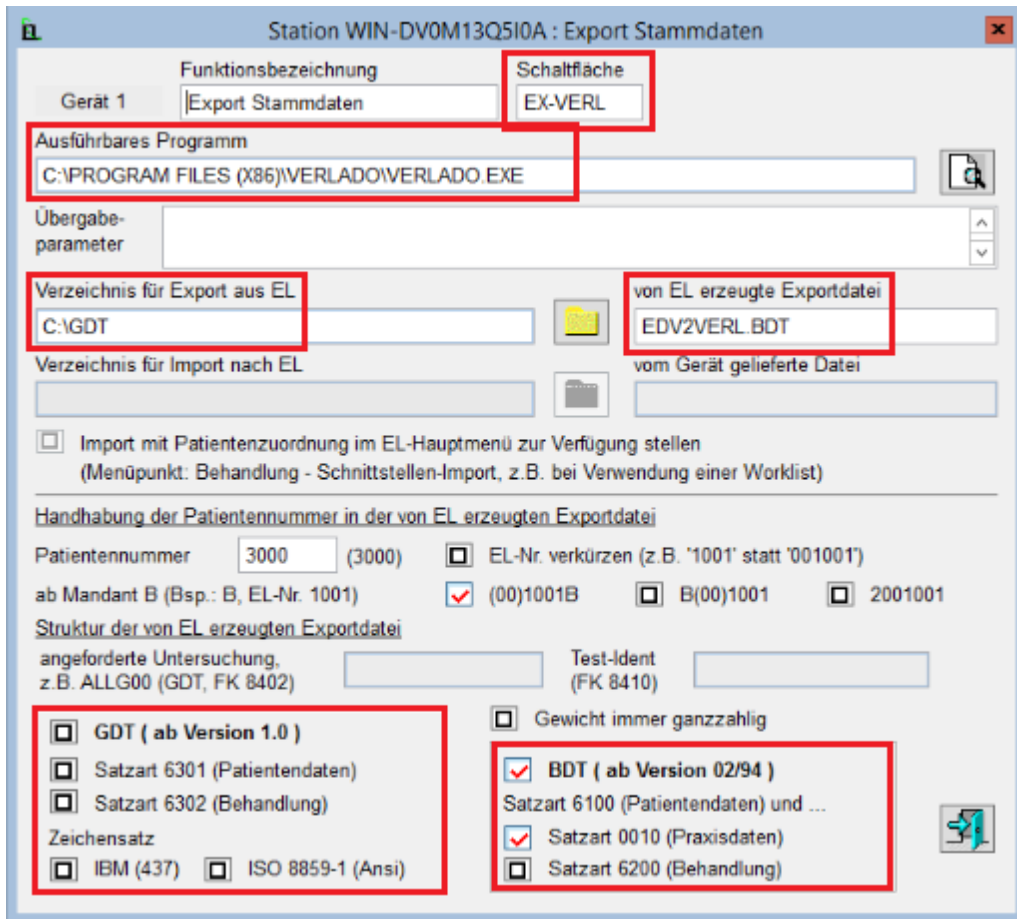 EL
Station WIN-DV0M13Q5I0A : Export Stammdaten
Funktionsbezeichnung Schaltfläche
Gerät 1 Export Stammdaten EX-VERL
Ausführbares Programm
C:\PROGRAM FILES (X86)\VERLADO\VERLADO.EXE
Übergabe-
parameter
Verzeichnis für Export aus EL von EL erzeugte Exportdatei
C:\GDT EDV2VERL.BDT
Verzeichnis für Import nach EL vom Gerät gelieferte Datei
Import mit Patientenzuordnung im EL-Hauptmenü zur Verfügung stellen
(Menüpunkt: Behandlung - Schnittstellen-Import, z.B. bei Verwendung einer Worklist)
Handhabung der Patientennummer in der von EL erzeugten Exportdatei
Patientennummer 3000 (3000) EL-Nr. verkürzen (z.B. '1001' statt '001001')
ab Mandant B (Bsp.: B, EL-Nr. 1001) (00)1001B B(00)1001 2001001
Struktur der von EL erzeugten Exportdatei
angeforderte Untersuchung,
z.B. ALLG00 (GDT, FK 8402)
Test-Ident
(FK 8410)
Gewicht immer ganzzahlig
GDT ( ab Version 1.0 )
Satzart 6301 (Patientendaten)
Satzart 6302 (Behandlung)
Zeichensatz
IBM (437) ISO 8859-1 (Ansi)
BDT ( ab Version 02/94 )
Satzart 6100 (Patientendaten) und ...
Satzart 0010 (Praxisdaten)
Satzart 6200 (Behandlung)